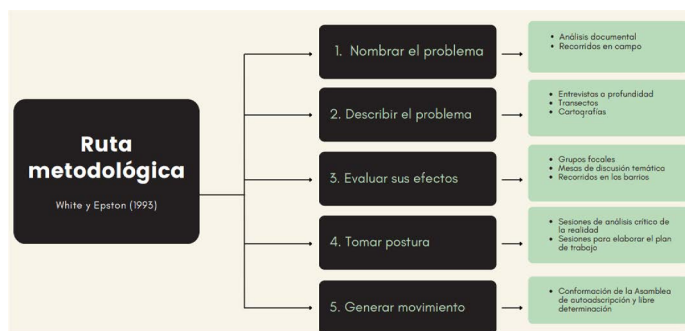 Ruta
metodológica
White y Epston (1993)
1. Nombrar el problema
• Análisis documental
• Recorridos en campo
2. Describir el problema
• Entrevistas a profundidad
• Transectos
• Cartografías
3. Evaluar sus efectos
• Grupos focales
• Mesas de discusión temática
• Recorridos en los barrios
4. Tomar postura
• Sesiones de análisis crítico de
la realidad
• Sesiones para elaborar el plan
de trabajo
5. Generar movimiento
• Conformación de la Asamblea
de autoadscripción y libre
determinación